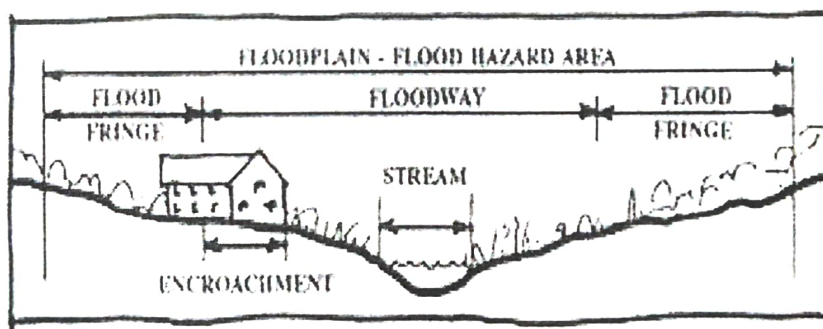 FLOODPLAIN - FLOOD HAZARD AREA
FLOOD FRINGE
FLOODWAY
FLOOD FRINGE
STREAM
ENCROACHMENT